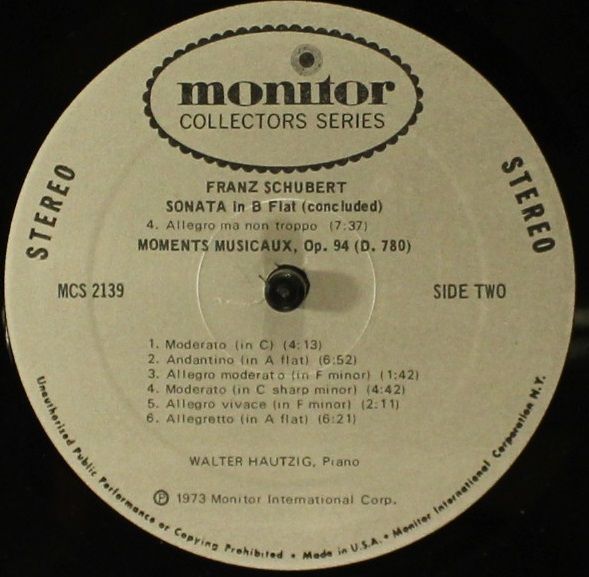 monitor
COLLECTORS SERIES
STEREO
STEREO
FRANZ SCHUBERT
SONATA in B Flat (concluded)
4. Allegro ma non troppo (7:37)
MOMENTS MUSICAUX, Op. 94 (D. 780)
MCS 2139
SIDE TWO
1. Moderato (in C) (4:13)
2. Andantino (in A flat) (6:52)
3. Allegro moderato (in F minor) (1:42)
4. Moderato (in C sharp minor) (4:42)
5. Allegro vivace (in F minor) (2:11)
6. Allegretto (in A flat) (6:21)
WALTER HAUTZIG, Piano
Ⓟ 1973 Monitor International Corp.
Unauthorized Public Performance or Copying Prohibited • Made in U.S.A. • Monitor International Corporation N.Y.